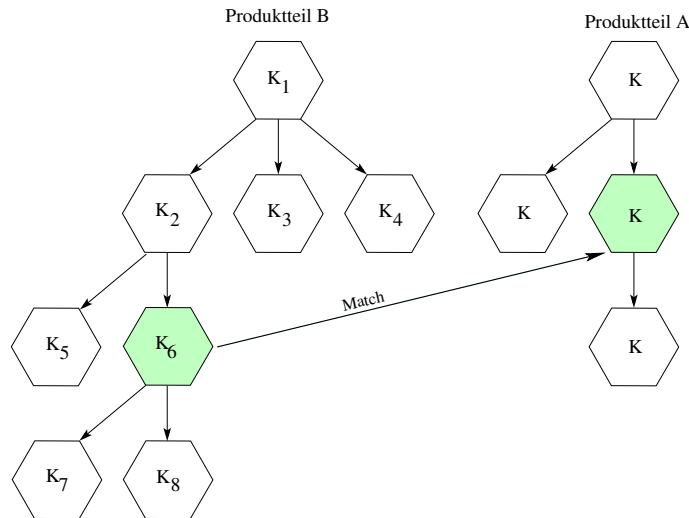 Produktteil B
Produktteil A
K1
K
K2
K3
K4
K
K
Match
K5
K6
K
K7
K8